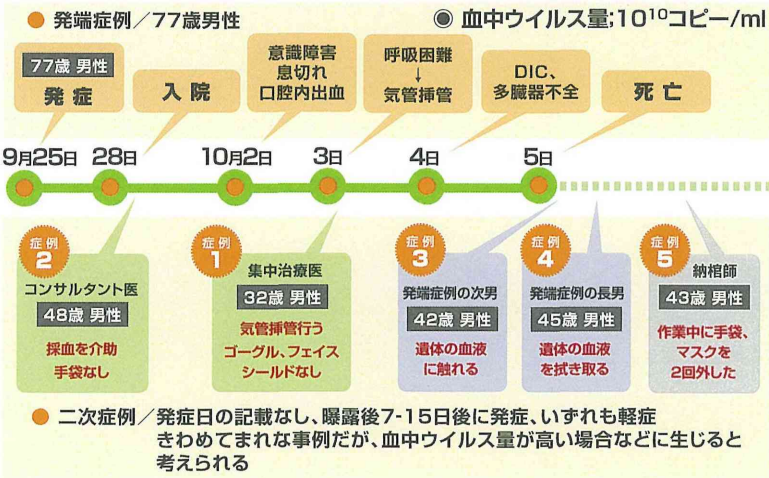 発端症例／77歳男性
◎ 血中ウイルス量;10¹⁰コピー/ml
77歳 男性
発 症
入 院
意識障害
息切れ
口腔内出血
呼吸困難
↓
気管挿管
DIC、
多臓器不全
死 亡
9月25日
28日
10月2日
3日
4日
5日
症例
2
コンサルタント医
48歳 男性
採血を介助
手袋なし
症例
1
集中治療医
32歳 男性
気管挿管行う
ゴーグル、フェイス
シールドなし
症例
3
発端症例の次男
42歳 男性
遺体の血液
に触れる
症例
4
発端症例の長男
45歳 男性
遺体の血液
を拭き取る
症例
5
納棺師
43歳 男性
作業中に手袋、
マスクを
2回外した
二次症例／発症日の記載なし、曝露後7-15日後に発症、いずれも軽症
きわめてまれな事例だが、血中ウイルス量が高い場合などに生じると
考えられる